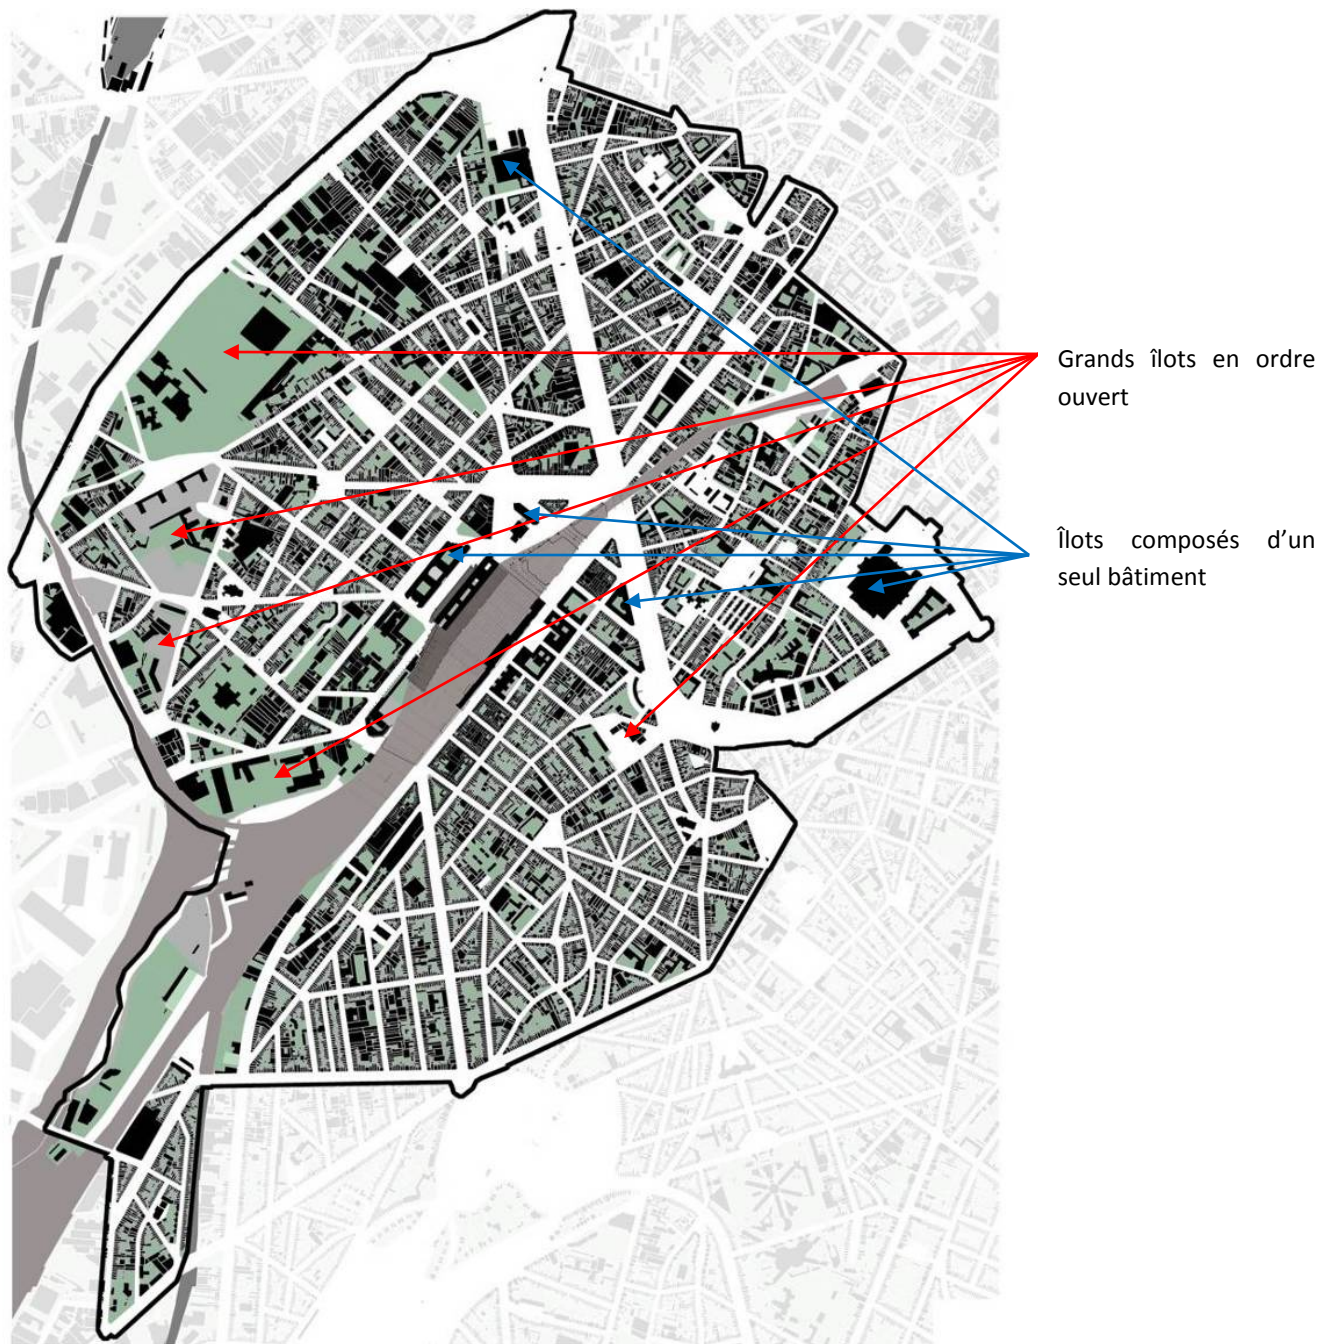 Grands îlots en ordre
ouvert
Îlots composés d’un
seul bâtiment